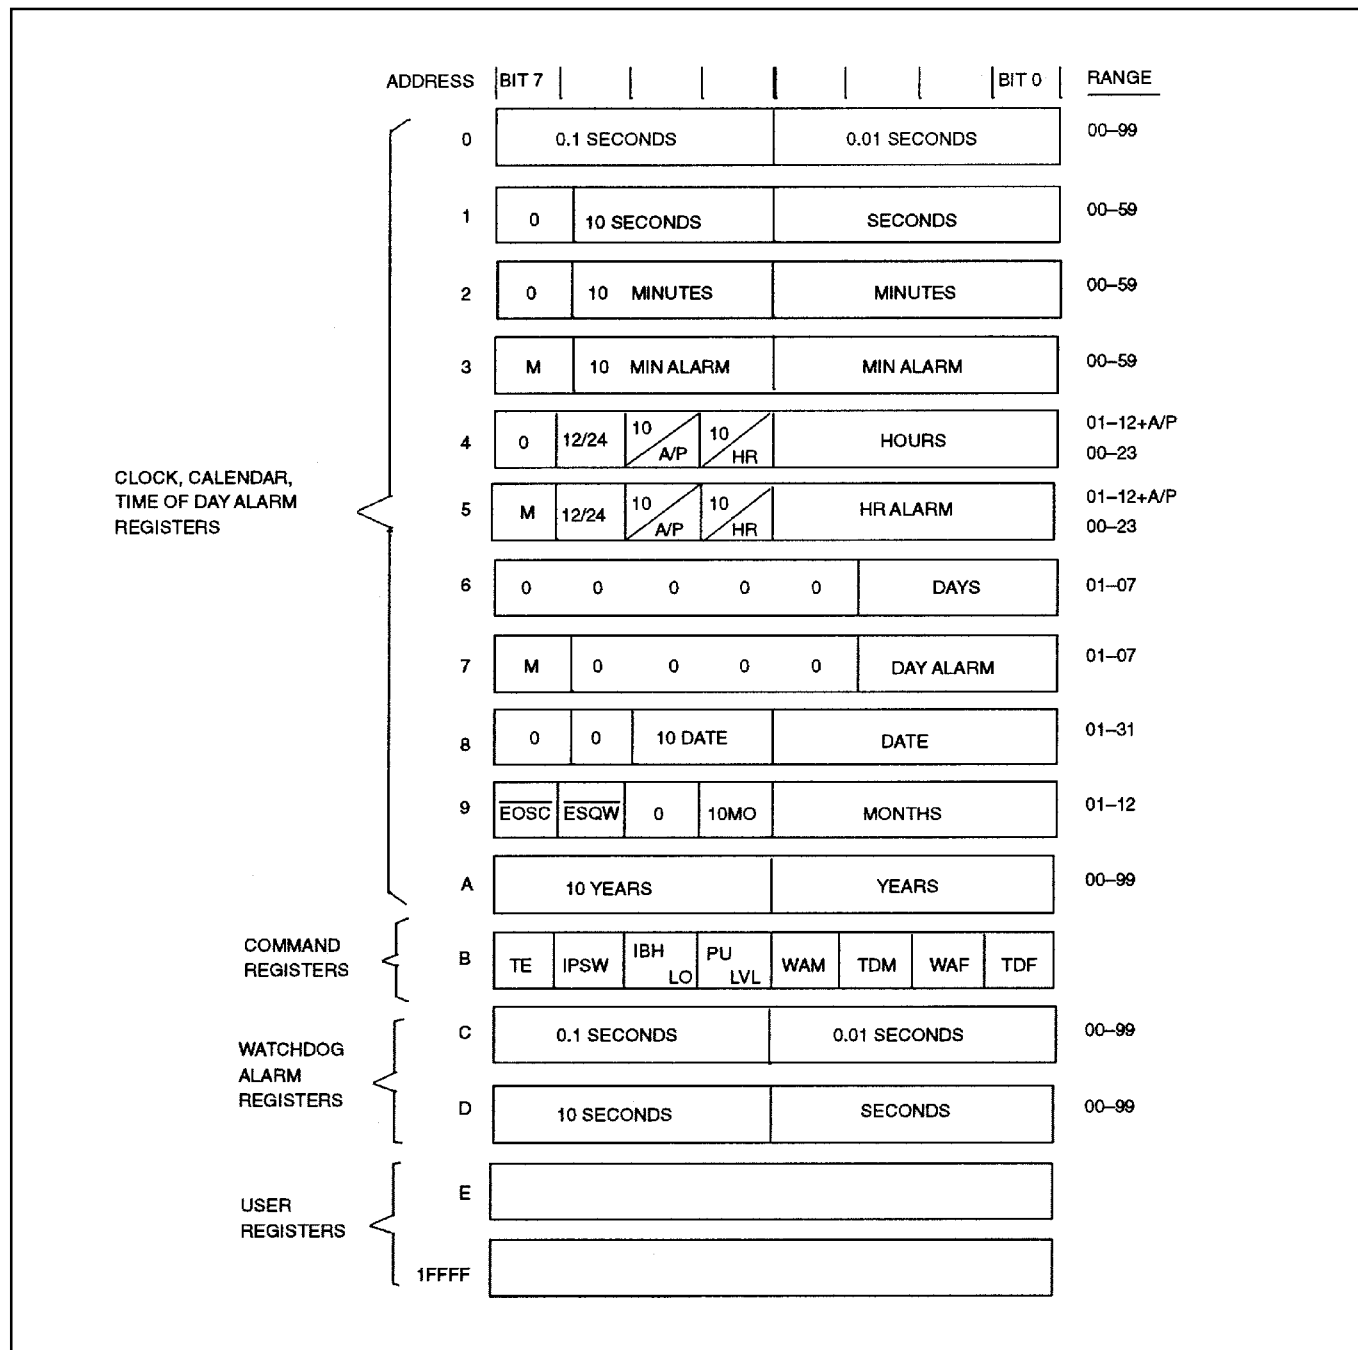 ADDRESS BIT 7 BIT 0 RANGE
0 0.1 SECONDS 0.01 SECONDS 00–99
1 0 10 SECONDS SECONDS 00–59
2 0 10 MINUTES MINUTES 00–59
3 M 10 MIN ALARM MIN ALARM 00–59
4 0 12/24 10 A/P 10 HR HOURS 01–12+A/P 00–23
CLOCK, CALENDAR,
TIME OF DAY ALARM
REGISTERS
5 M 12/24 10 A/P 10 HR HR ALARM 01–12+A/P 00–23
6 0 0 0 0 0 DAYS 01–07
7 M 0 0 0 0 DAY ALARM 01–07
8 0 0 10 DATE DATE 01–31
9 EOSC ESQW 0 10MO MONTHS 01–12
A 10 YEARS YEARS 00–99
COMMAND
REGISTERS
B TE IPSW IBH LO PU LVL WAM TDM WAF TDF
C 0.1 SECONDS 0.01 SECONDS 00–99
WATCHDOG
ALARM
REGISTERS
D 10 SECONDS SECONDS 00–99
E
USER
REGISTERS
1FFFF